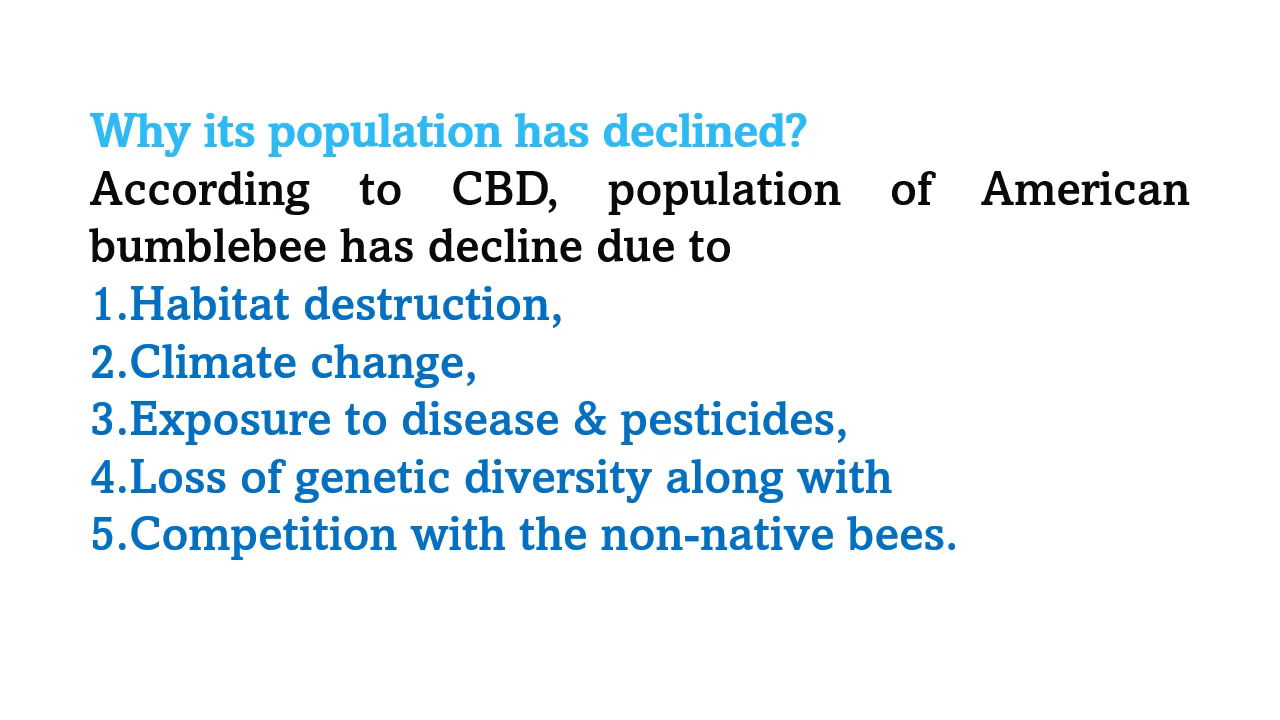 Why its population has declined?
According to CBD, population of American
bumblebee has decline due to
1.Habitat destruction,
2.Climate change,
3.Exposure to disease & pesticides,
4.Loss of genetic diversity along with
5.Competition with the non-native bees.